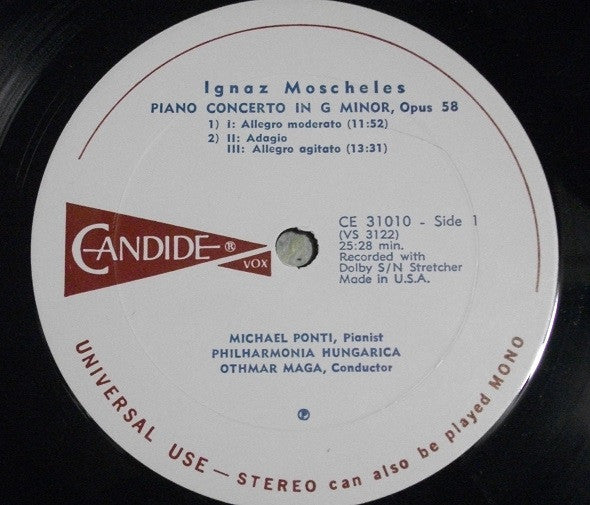 Ignaz Moscheles
PIANO CONCERTO IN G MINOR, Opus 58
1) I: Allegro moderato (11:52)
2) II: Adagio
III: Allegro agitato (13:31)
CANDIDE ®
VOX
CE 31010 - Side 1
(VS 3122)
25:28 min.
Recorded with
Dolby S/N Stretcher
Made in U.S.A.
MICHAEL PONTI, Pianist
PHILHARMONIA HUNGARICA
OTHMAR MAGA, Conductor
℗
UNIVERSAL USE — STEREO can also be played MONO